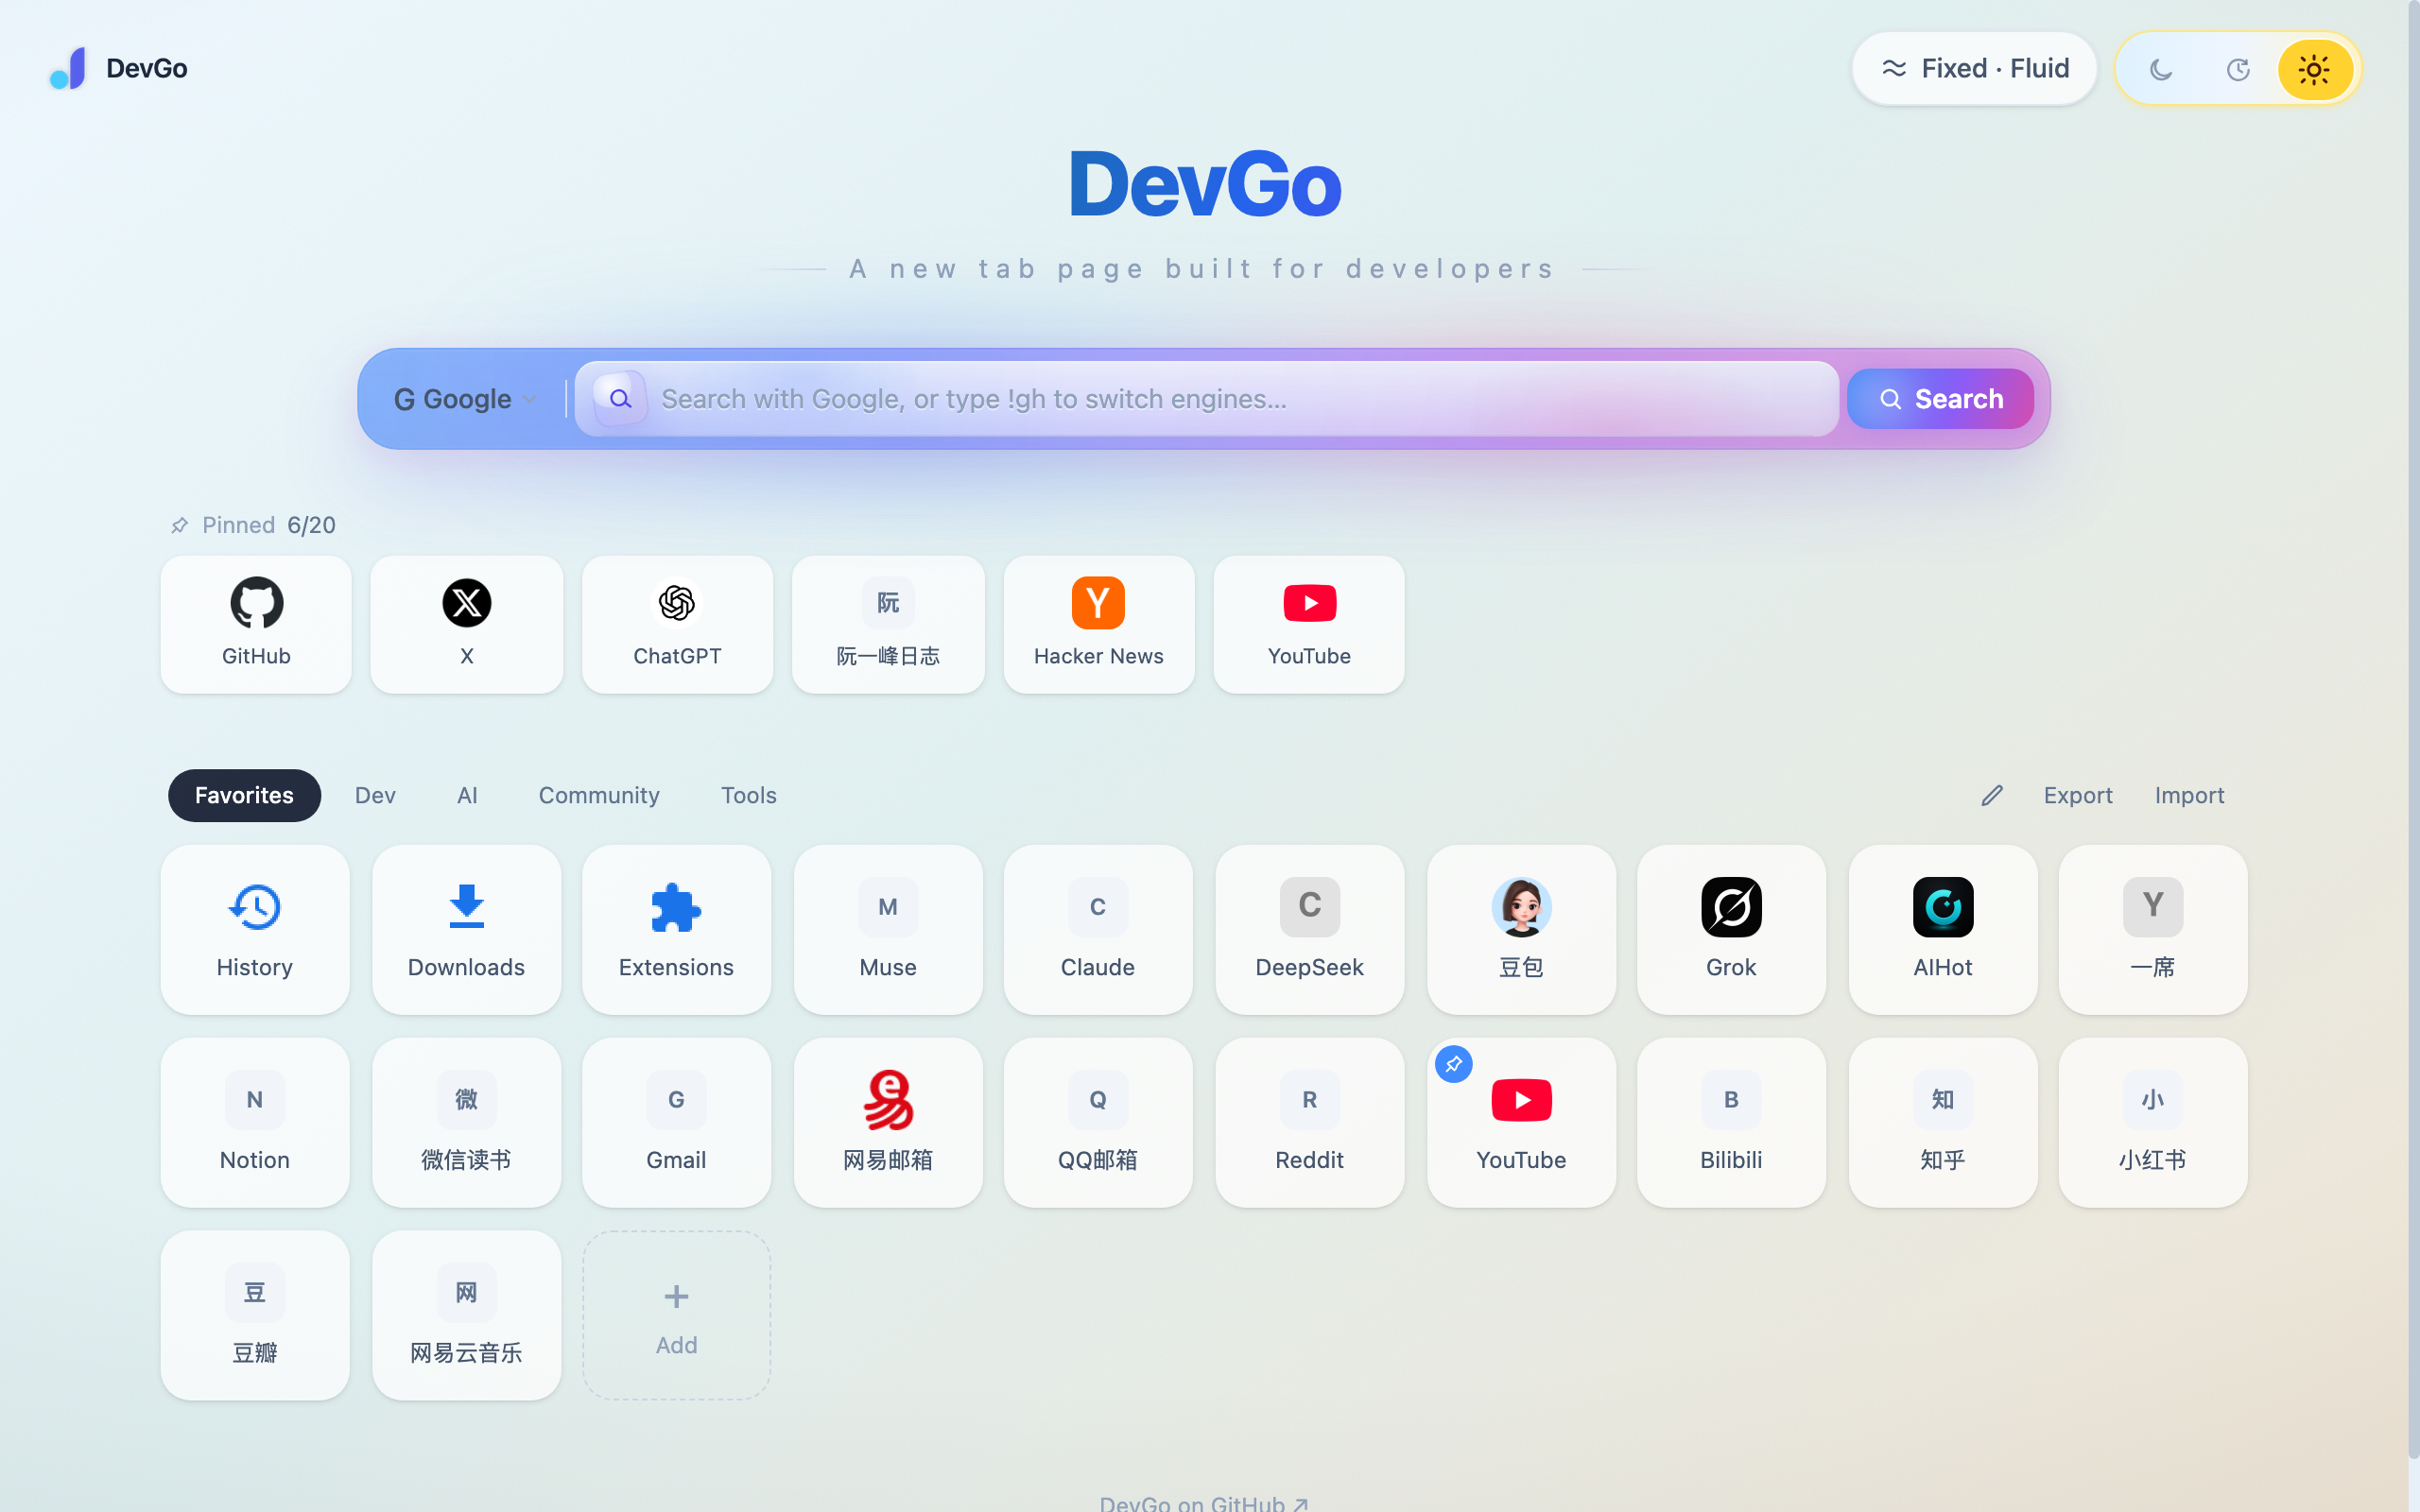 DevGo
Fixed · Fluid
DevGo
A new tab page built for developers
G Google
Search with Google, or type !gh to switch engines...
Search
Pinned 6/20
阮
Y
GitHub
X
ChatGPT
阮一峰日志
Hacker News
YouTube
Favorites
Dev
AI
Community
Tools
Export
Import
M
C
C
Y
History
Downloads
Extensions
Muse
Claude
DeepSeek
豆包
Grok
AIHot
一席
N
微
G
Q
R
B
知
小
Notion
微信读书
Gmail
网易邮箱
QQ邮箱
Reddit
YouTube
Bilibili
知乎
小红书
豆
网
+
豆瓣
网易云音乐
Add
DevGo on GitHub ↗